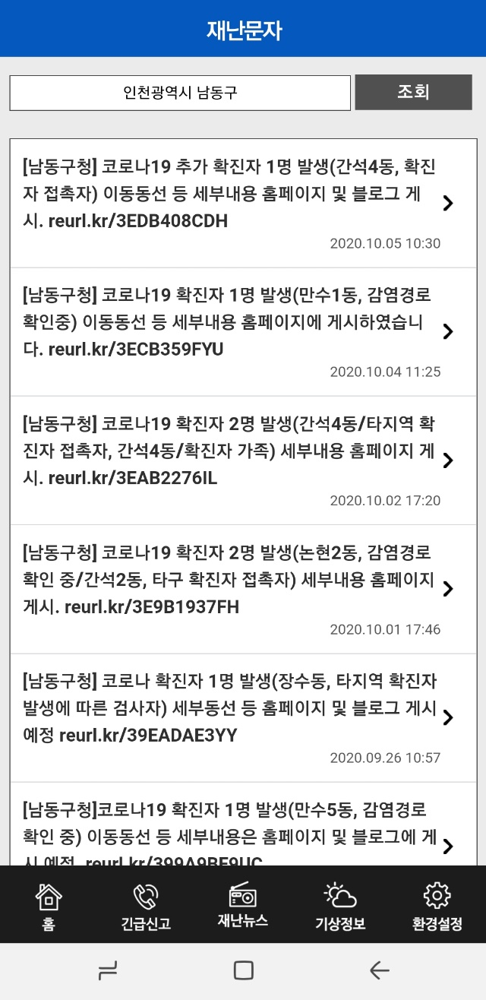 재난문자
인천광역시 남동구
조회
[남동구청] 코로나19 추가 확진자 1명 발생(간석4동, 확진
자 접촉자) 이동동선 등 세부내용 홈페이지 및 블로그 게
시. reurl.kr/3EDB408CDH
2020.10.05 10:30
[남동구청] 코로나19 확진자 1명 발생(만수1동, 감염경로
확인중) 이동동선 등 세부내용 홈페이지에 게시하였습니
다. reurl.kr/3ECB359FYU
2020.10.04 11:25
[남동구청] 코로나19 확진자 2명 발생(간석4동/타지역 확
진자 접촉자, 간석4동/확진자 가족) 세부내용 홈페이지 게
시. reurl.kr/3EAB2276IL
2020.10.02 17:20
[남동구청] 코로나19 확진자 2명 발생(논현2동, 감염경로
확인 중/간석2동, 타구 확진자 접촉자) 세부내용 홈페이지
게시. reurl.kr/3E9B1937FH
2020.10.01 17:46
[남동구청] 코로나 확진자 1명 발생(장수동, 타지역 확진자
발생에 따른 검사자) 세부동선 등 홈페이지 및 블로그 게시
예정 reurl.kr/39EADAE3YY
2020.09.26 10:57
[남동구청]코로나19 확진자 1명 발생(만수5동, 감염경로
확인 중) 이동동선 등 세부내용은 홈페이지 및 블로그에 게
시 예정
홈
긴급신고
재난뉴스
기상정보
환경설정